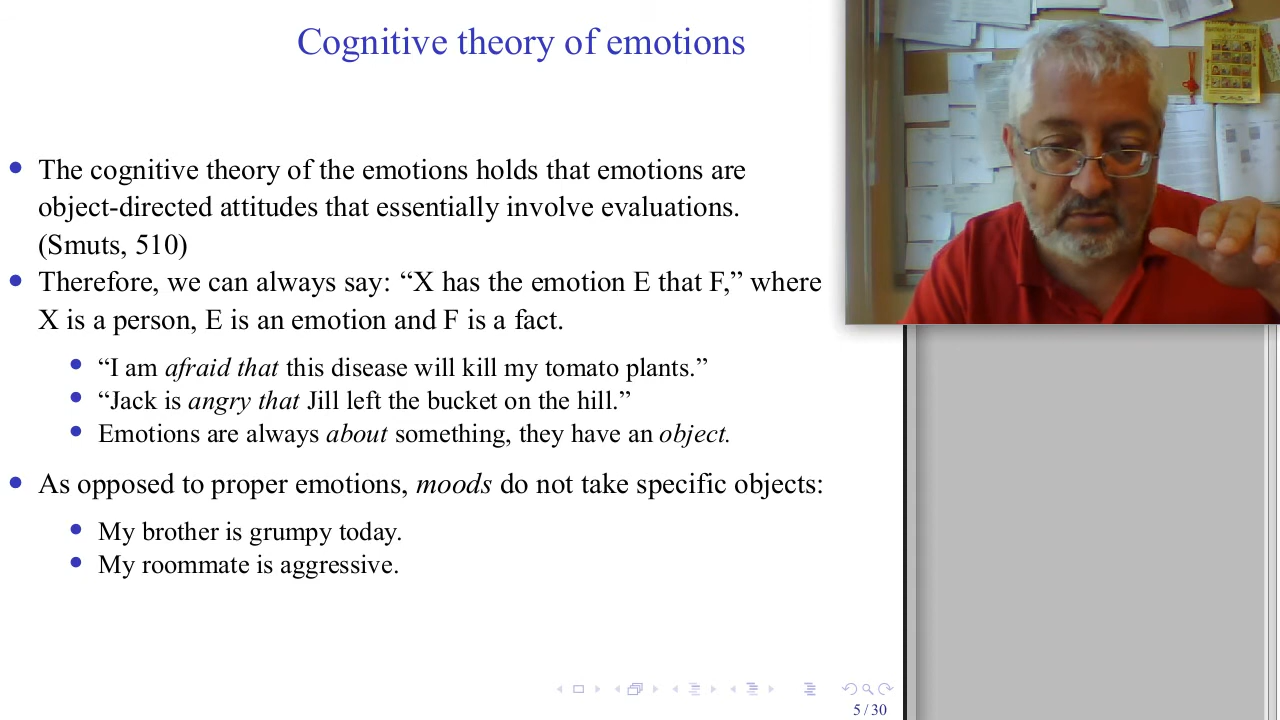 Cognitive theory of emotions
The cognitive theory of the emotions holds that emotions are
object-directed attitudes that essentially involve evaluations.
(Smuts, 510)
Therefore, we can always say: “X has the emotion E that F,” where
X is a person, E is an emotion and F is a fact.
“I am afraid that this disease will kill my tomato plants.”
“Jack is angry that Jill left the bucket on the hill.”
Emotions are always about something, they have an object.
As opposed to proper emotions, moods do not take specific objects:
My brother is grumpy today.
My roommate is aggressive.
5 / 30